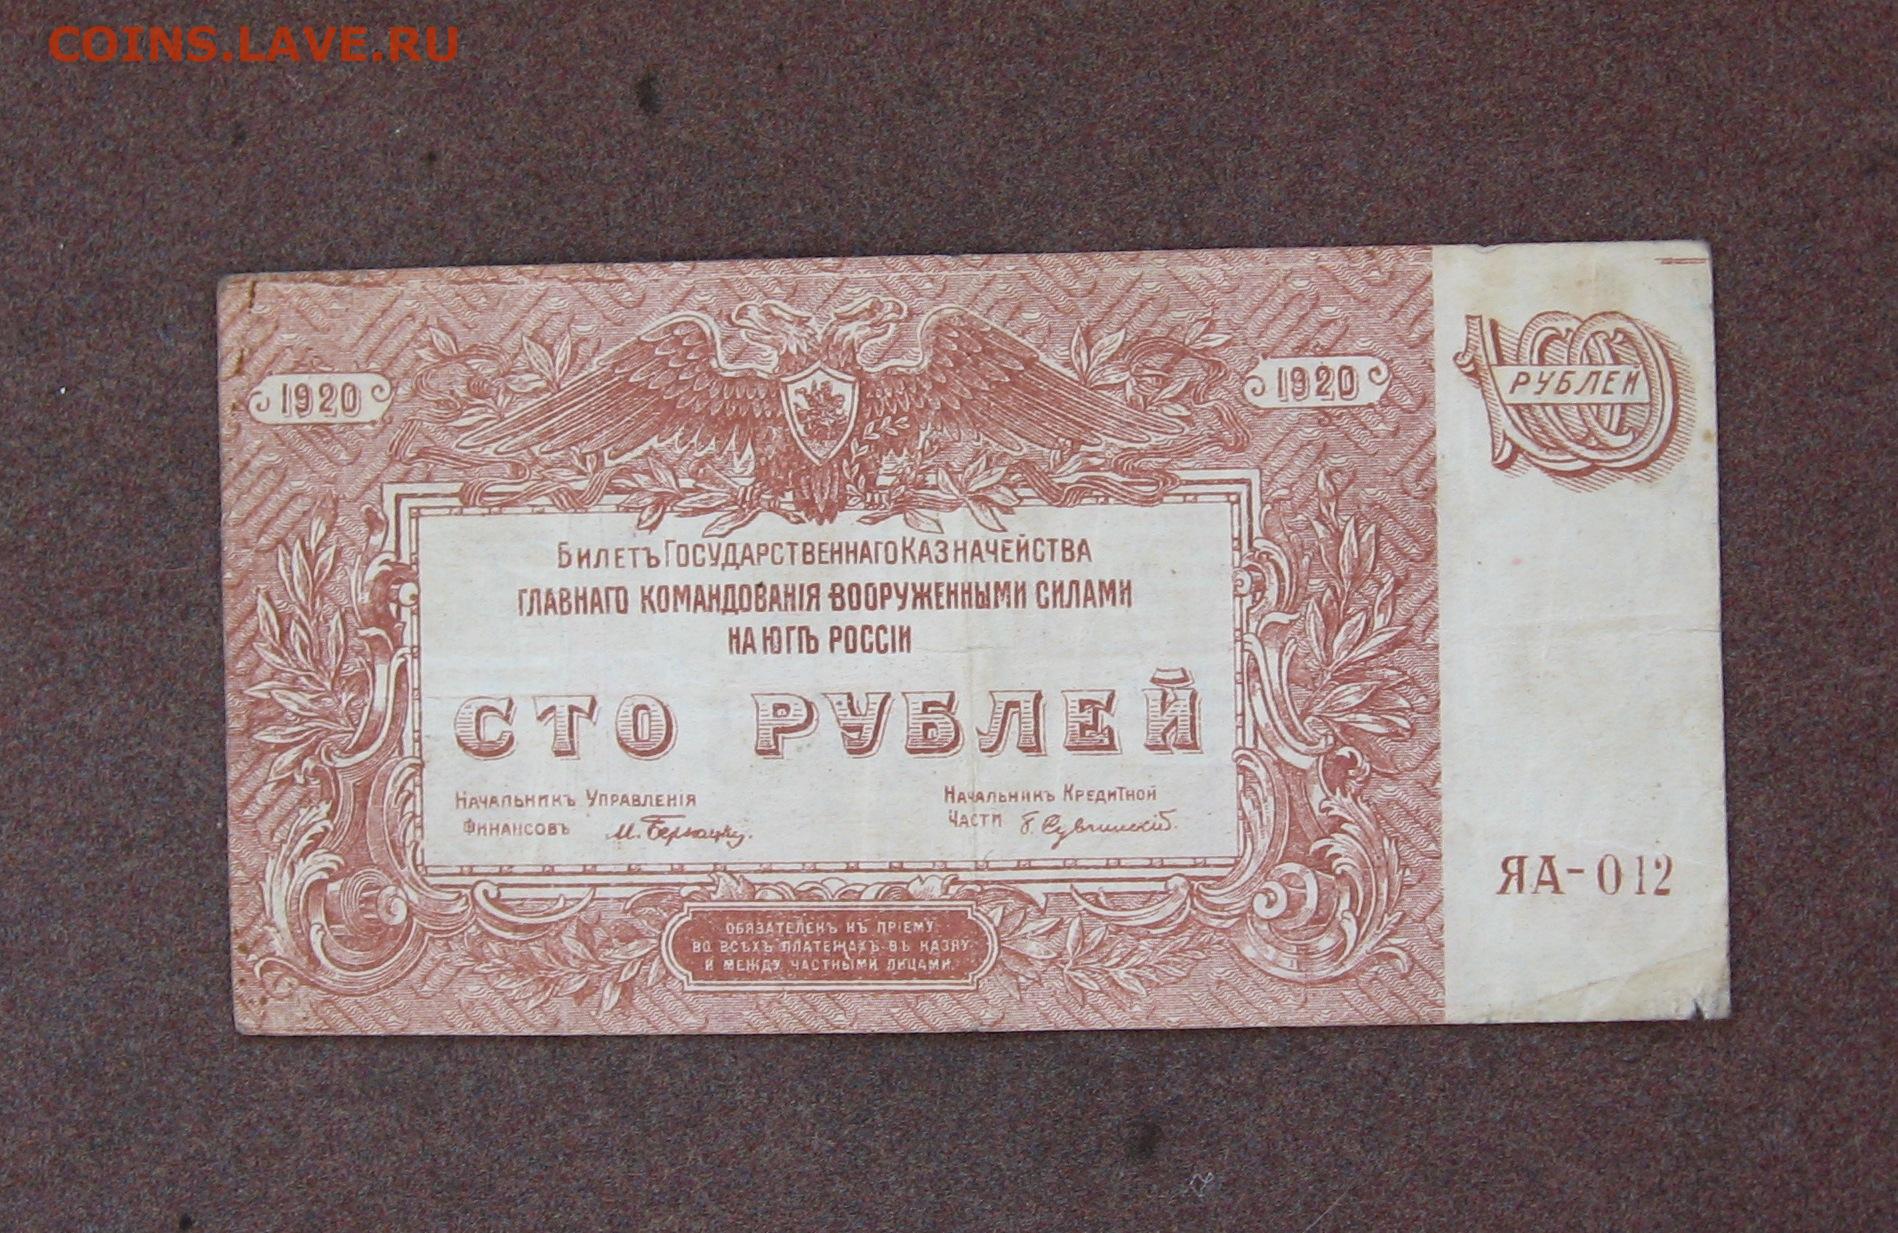 COINS.LAVE.RU
1920
1920
100
РУБЛЕЙ
БИЛЕТЪ ГОСУДАРСТВЕННАГО КАЗНАЧЕЙСТВА
ГЛАВНАГО КОМАНДОВАНІЯ ВООРУЖЕННЫМИ СИЛАМИ
НА ЮГѢ РОССІИ
СТО РУБЛЕЙ
НАЧАЛЬНИКЪ УПРАВЛЕНІЯ
ФИНАНСОВЪ М. Бернацкій.
НАЧАЛЬНИКЪ КРЕДИТНОЙ
ЧАСТИ
ЯА-012
ОБЯЗАТЕЛЕНЪ КЪ ПРІЕМУ
ВО ВСѢХЪ ПЛАТЕЖАХЪ ВЪ КАЗНУ
И МЕЖДУ ЧАСТНЫМИ ЛИЦАМИ.